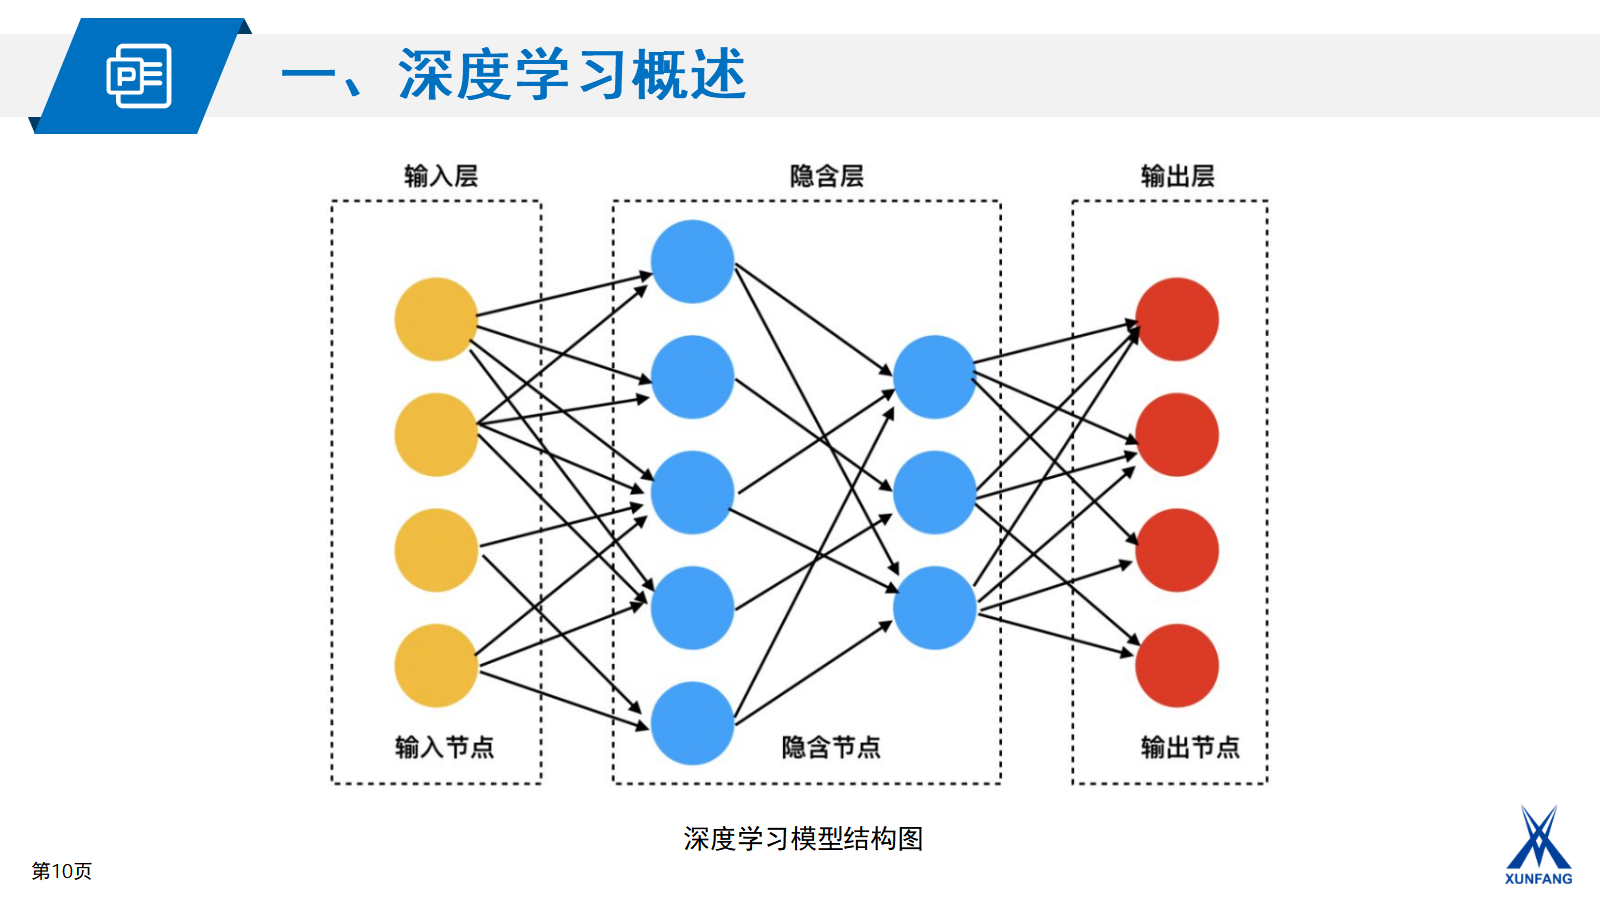 一、深度学习概述
输入层
隐含层
输出层
输入节点
隐含节点
输出节点
深度学习模型结构图
第10页
XUNFANG